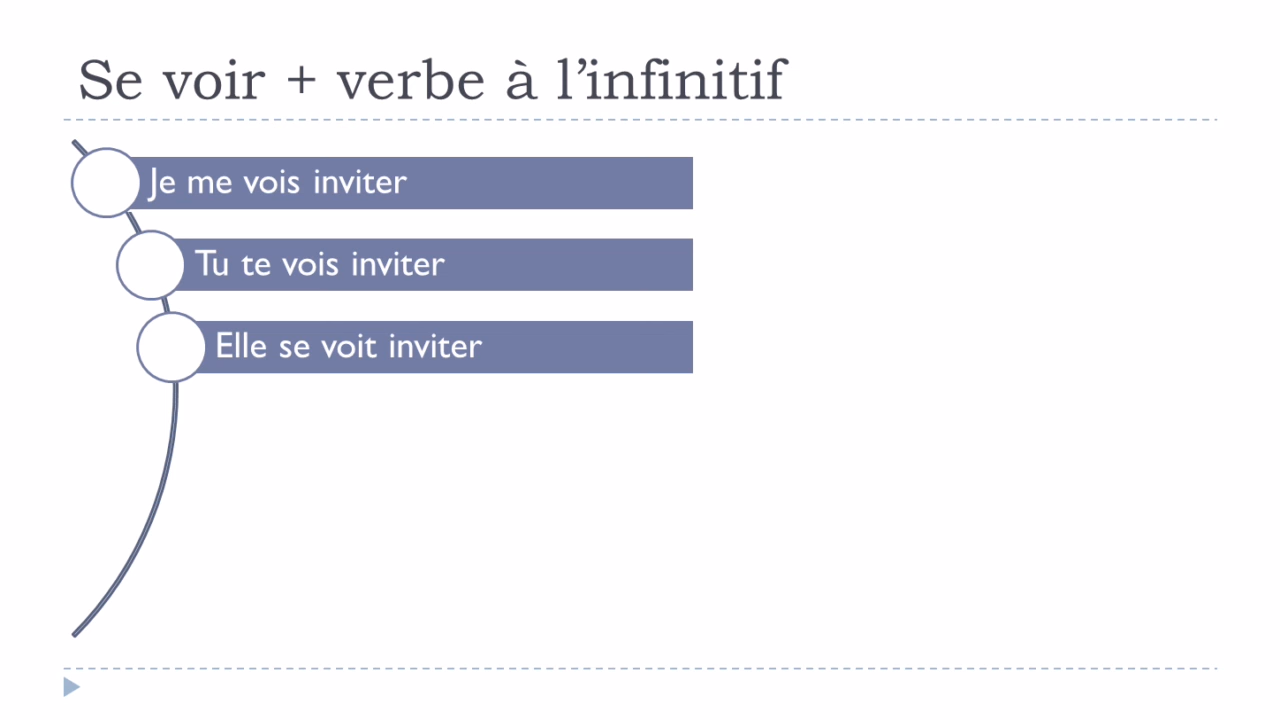 Se voir + verbe à l’infinitif
Je me vois inviter
Tu te vois inviter
Elle se voit inviter